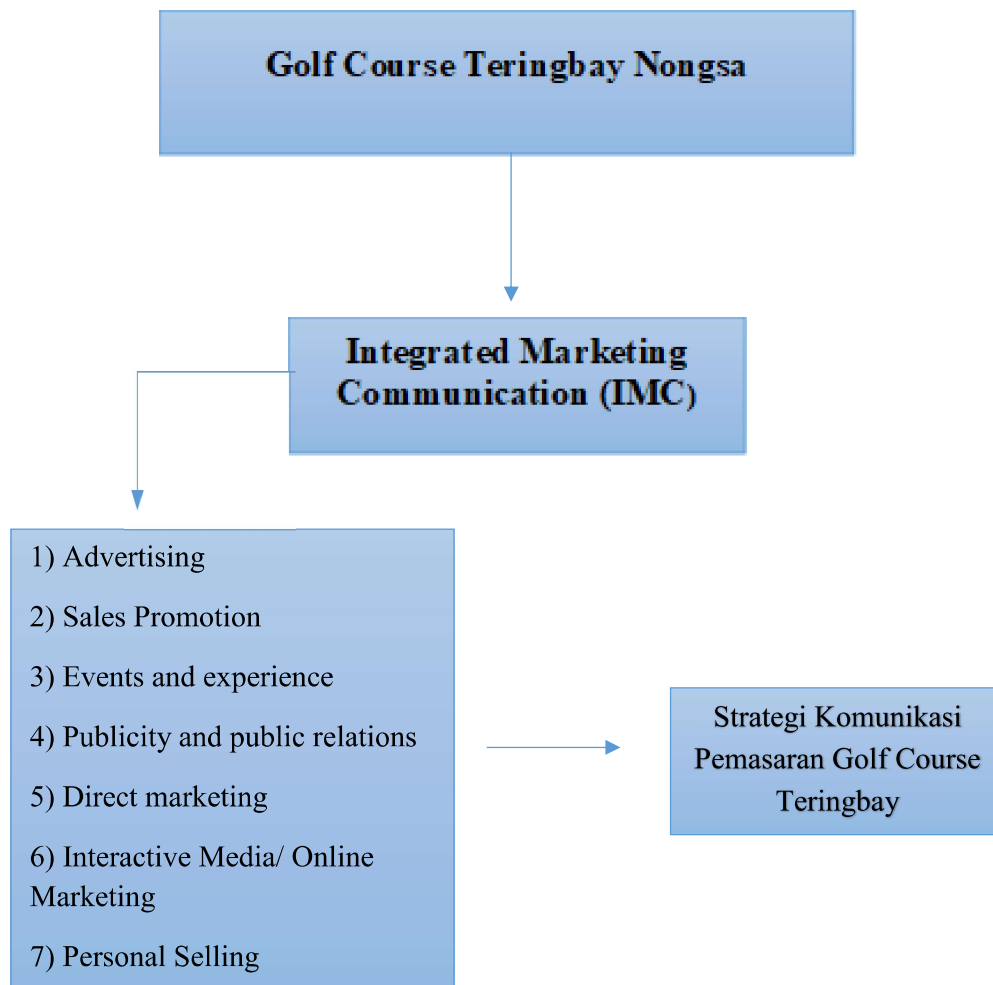 Golf Course Teringbay Nongsa
Integrated Marketing
Communication (IMC)
1) Advertising
2) Sales Promotion
3) Events and experience
4) Publicity and public relations
5) Direct marketing
6) Interactive Media/ Online
Marketing
7) Personal Selling
Strategi Komunikasi
Pemasaran Golf Course
Teringbay